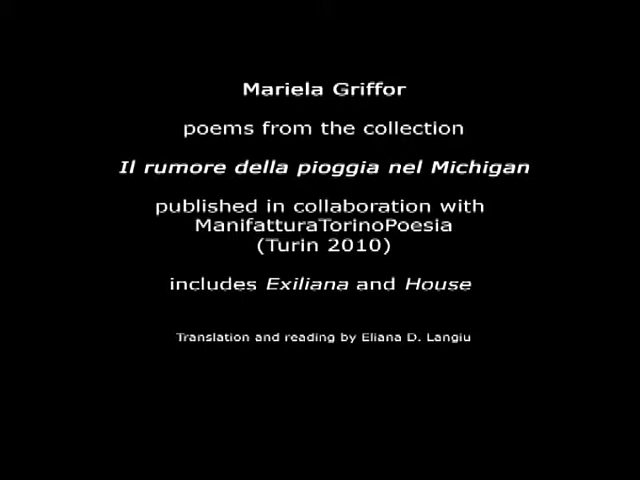 Mariela Griffor
poems from the collection
Il rumore della pioggia nel Michigan
published in collaboration with
ManifatturaTorinoPoesia
(Turin 2010)
includes Exiliana and House
Translation and reading by Eliana D. Langiu